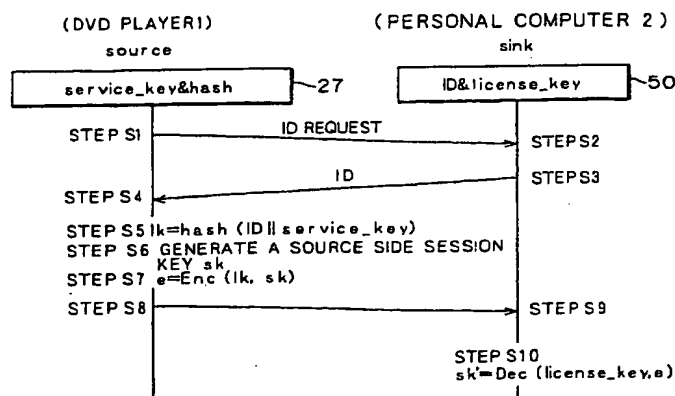 (DVD PLAYER1)
(PERSONAL COMPUTER 2)
source
sink
service_key&hash
27
ID&license_key
50
STEP S1
ID REQUEST
STEP S2
ID
STEP S3
STEP S4
STEP S5 lk=hash (ID||service_key)
STEP S6 GENERATE A SOURCE SIDE SESSION
KEY sk
STEP S7 e=Enc (lk, sk)
STEP S8
STEP S9
STEP S10
sk'=Dec (license_key,e)